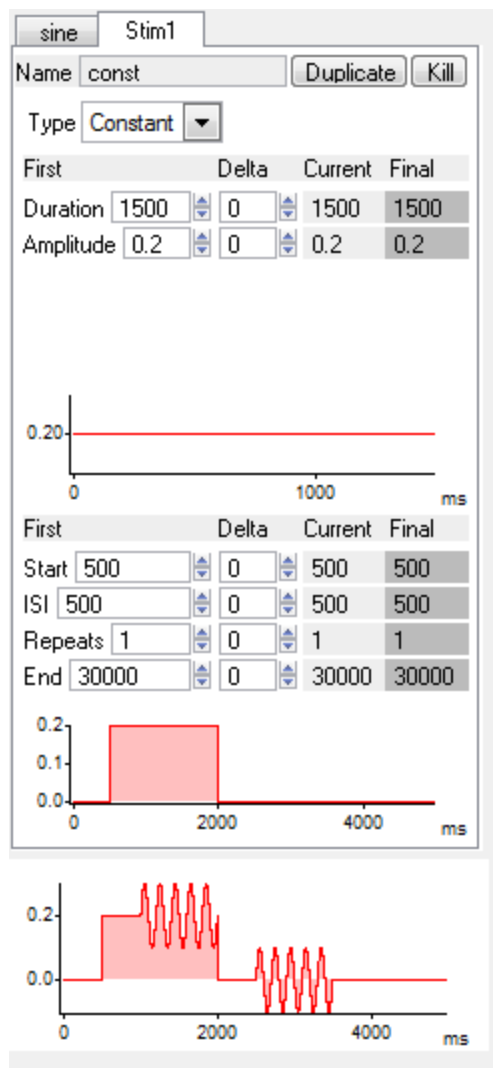 sine Stim1
Name const Duplicate Kill
Type Constant
First Delta Current Final
Duration 1500 0 1500 1500
Amplitude 0.2 0 0.2 0.2
0.20
0 1000 ms
First Delta Current Final
Start 500 0 500 500
ISI 500 0 500 500
Repeats 1 0 1 1
End 30000 0 30000 30000
0.2
0.1
0.0
0 2000 4000 ms
0.2
0.0
0 2000 4000 ms